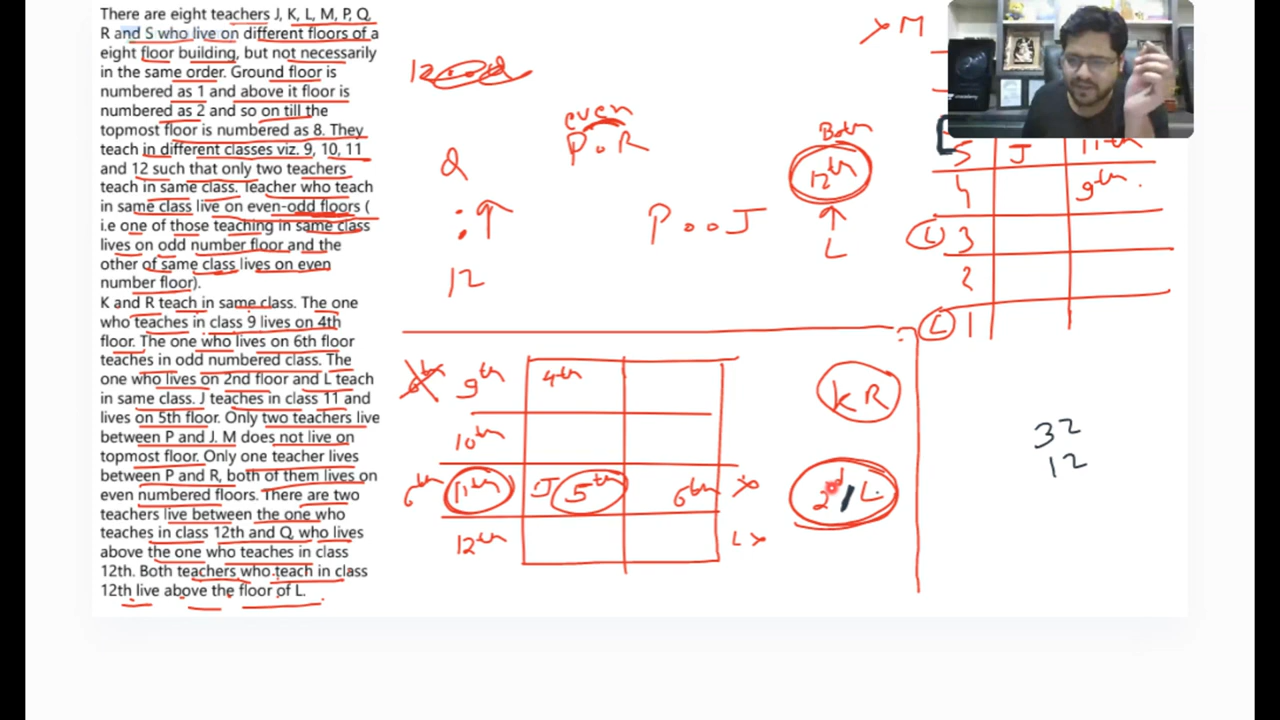 There are eight teachers J, K, L, M, P, Q,
R and S who live on different floors of a
eight floor building, but not necessarily
in the same order. Ground floor is
numbered as 1 and above it floor is
numbered as 2 and so on till the
topmost floor is numbered as 8. They
teach in different classes viz. 9, 10, 11
and 12 such that only two teachers
teach in same class. Teacher who teach
in same class live on even-odd floors (
i.e one of those teaching in same class
lives on odd number floor and the
other of same class lives on even
number floor).
K and R teach in same class. The one
who teaches in class 9 lives on 4th
floor. The one who lives on 6th floor
teaches in odd numbered class. The
one who lives on 2nd floor and L teach
in same class. J teaches in class 11 and
lives on 5th floor. Only two teachers live
between P and J. M does not live on
topmost floor. Only one teacher lives
between P and R, both of them lives on
even numbered floors. There are two
teachers live between the one who
teaches in class 12th and Q, who lives
above the one who teaches in class
12th. Both teachers who teach in class
12th live above the floor of L.
12
even
P o R
Q
12
P o o J
Both
12th
L
x M
5 J 11th
4 9th
L 3
2
L 1
9th 4th
10th
6th 11th J 5th 6th x
12th L x
K R
2nd / L
32
12